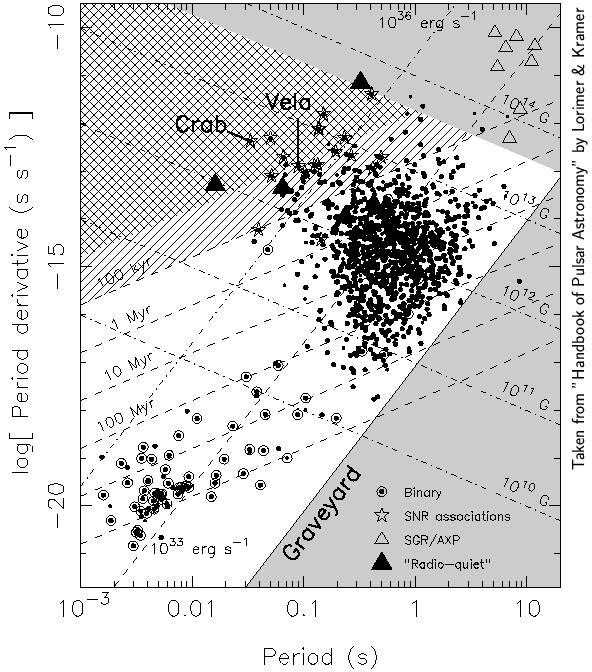 −10
−15
−20
log[ Period derivative (s s⁻¹) ]
10⁻³
0.01
0.1
1
10
Period (s)
10³⁶ erg s⁻¹
Vela
Crab
10¹⁴ G
10¹³ G
10¹² G
10¹¹ G
10¹⁰ G
100 kyr
1 Myr
10 Myr
100 Myr
10³³ erg s⁻¹
Graveyard
Binary
SNR associations
SGR/AXP
"Radio−quiet"
Taken from "Handbook of Pulsar Astronomy" by Lorimer & Kramer